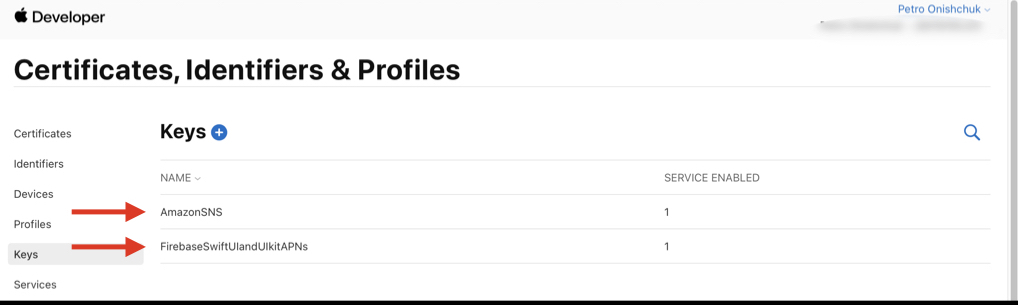 Developer
Petro Onishchuk
Certificates, Identifiers & Profiles
Certificates
Identifiers
Devices
Profiles
Keys
Services
Keys
NAME SERVICE ENABLED
AmazonSNS 1
FirebaseSwiftUIandUIkitAPNs 1